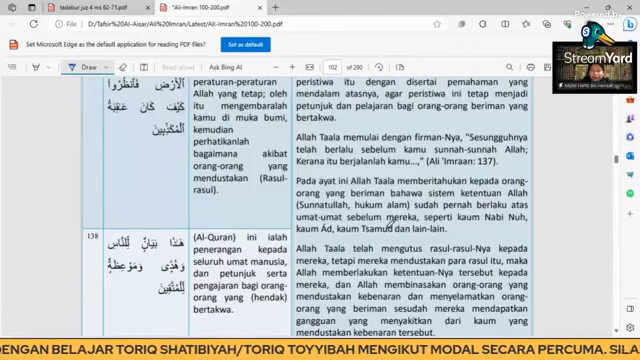 tadabur juz 4 ms 62-71.pdf
"Ali-Imran 100-200.pdf
D:/Tafsir%20Al-Aisar/Ali%20Imran/Latest/Ali-Imran%20100-200.pdf
Live
Set Microsoft Edge as the default application for reading PDF files?
Set as default
Draw
Ask Bing AI
102
of 290
StreamYard
ٱلۡأَرۡضِ فَٱنظُرُواْ
كَيۡفَ كَانَ عَٰقِبَةُ
ٱلۡمُكَذِّبِينَ
peraturan-peraturan
Allah yang tetap; oleh
itu mengembaralah
kamu di muka bumi,
kemudian
perhatikanlah
bagaimana akibat
orang-orang yang
mendustakan (Rasul-
rasul).
peristiwa itu dengan disertai pemahaman yang
mendalam atasnya, agar peristiwa ini tetap menjadi
petunjuk dan pelajaran bagi orang-orang beriman yang
bertakwa.
Allah Taala memulai dengan firman-Nya, "Sesungguhnya
telah berlalu sebelum kamu sunnah-sunnah Allah;
Kerana itu berjalanlah kamu...," (Ali 'Imraan: 137).
Pada ayat ini Allah Taala memberitahukan kepada orang-
orang yang beriman bahawa sistem ketentuan Allah
(Sunnatullah, hukum alam) sudah pernah berlaku atas
umat-umat sebelum mereka, seperti kaum Nabi Nuh,
kaum Ád, kaum Tsamud dan lain-lain.
138
هَٰذَا بَيَانٞ لِّلنَّاسِ
وَهُدٗى وَمَوۡعِظَةٞ
لِّلۡمُتَّقِينَ
(Al-Quran) ini ialah
penerangan kepada
seluruh umat manusia,
dan petunjuk serta
pengajaran bagi orang-
orang yang (hendak)
bertakwa.
Allah Taala telah mengutus rasul-rasul-Nya kepada
mereka, tetapi mereka mendustakan para rasul itu, maka
Allah memberlakukan ketentuan-Nya tersebut kepada
mereka, dan Allah membinasakan orang-orang yang
mendustakan kebenaran dan menyelamatkan orang-
orang yang beriman sesudah mereka mendapatkan
gangguan yang menyakitkan dari kaum yang
mendustakan kebenaran tersebut.
DENGAN BELAJAR TORIQ SHATIBIYAH/TORIQ TOYYIBAH MENGIKUT MODAL SECARA PERCUMA. SILA